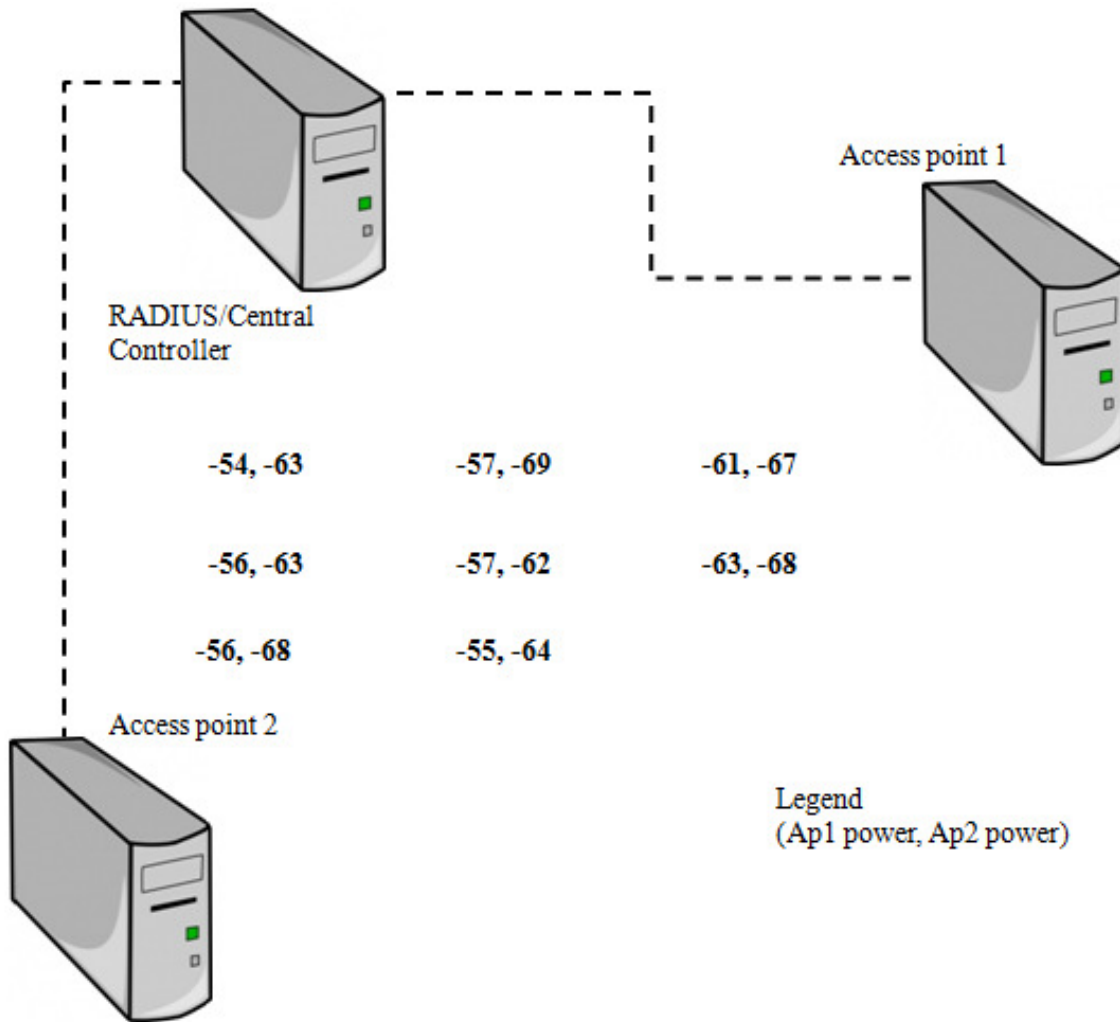 Access point 1
RADIUS/Central
Controller
-54, -63 -57, -69 -61, -67
-56, -63 -57, -62 -63, -68
-56, -68 -55, -64
Access point 2
Legend
(Ap1 power, Ap2 power)